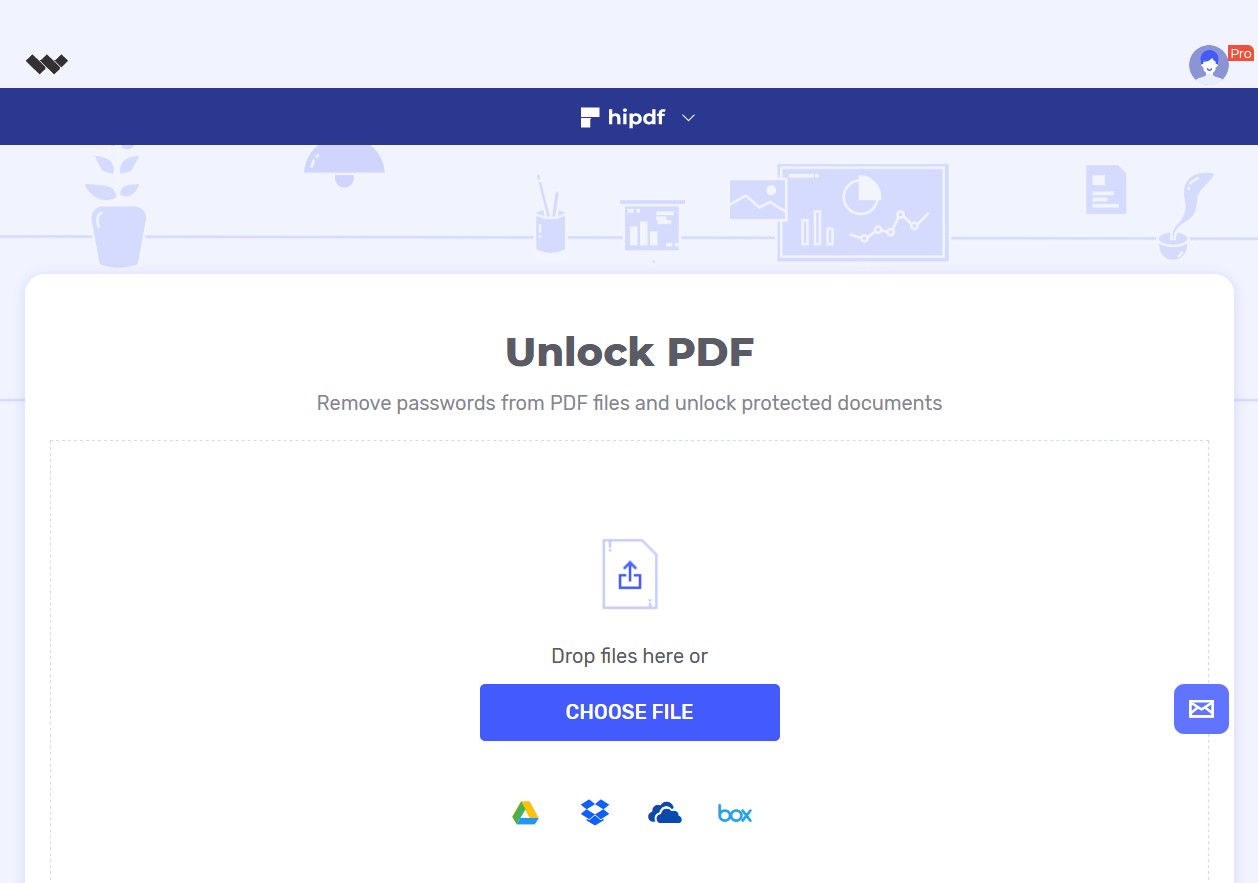 Pro
hipdf
Unlock PDF
Remove passwords from PDF files and unlock protected documents
Drop files here or
CHOOSE FILE
box